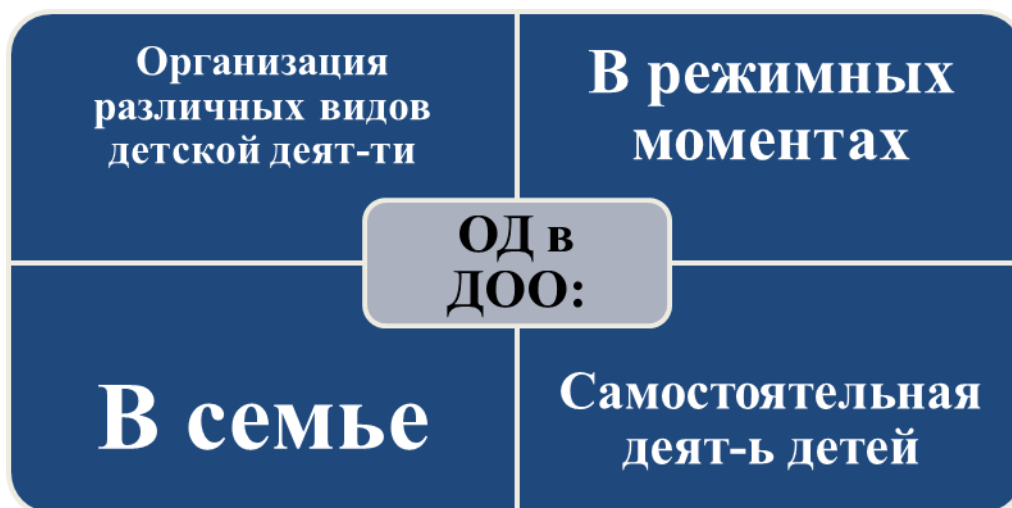 Организация
различных видов
детской деят-ти
В режимных
моментах
ОД в
ДОО:
В семье
Самостоятельная
деят-ь детей